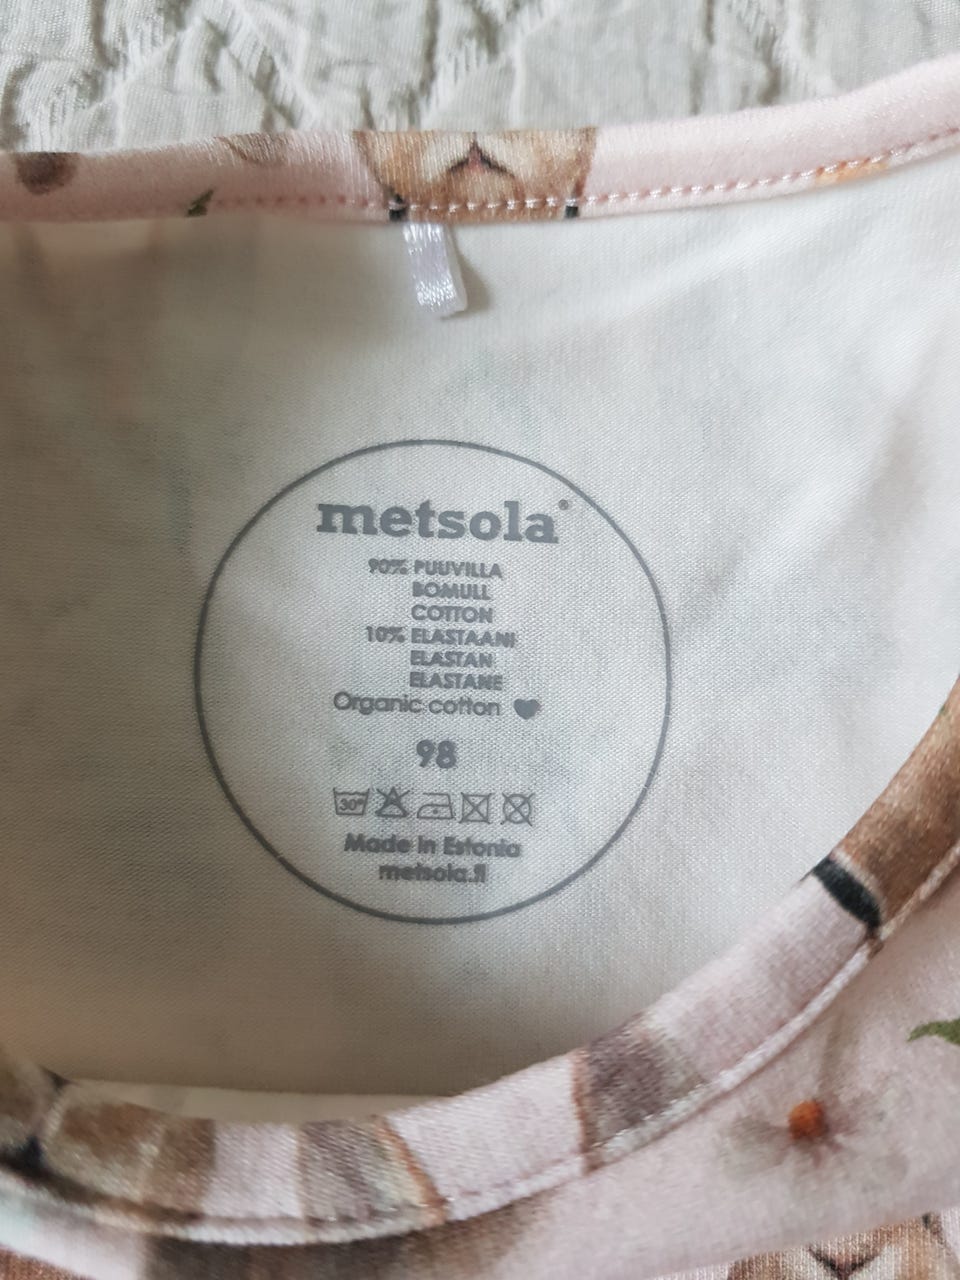 metsola®
90% PUUVILLA
BOMULL
COTTON
10% ELASTAANI
ELASTAN
ELASTANE
Organic cotton
98
30°
Made in Estonia
metsola.fi